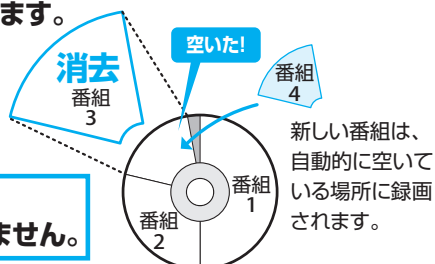 ます。
消去
番組
3
空いた!
番組
4
新しい番組は、
自動的に空いて
いる場所に録画
されます。
番組
1
番組
2
ません。